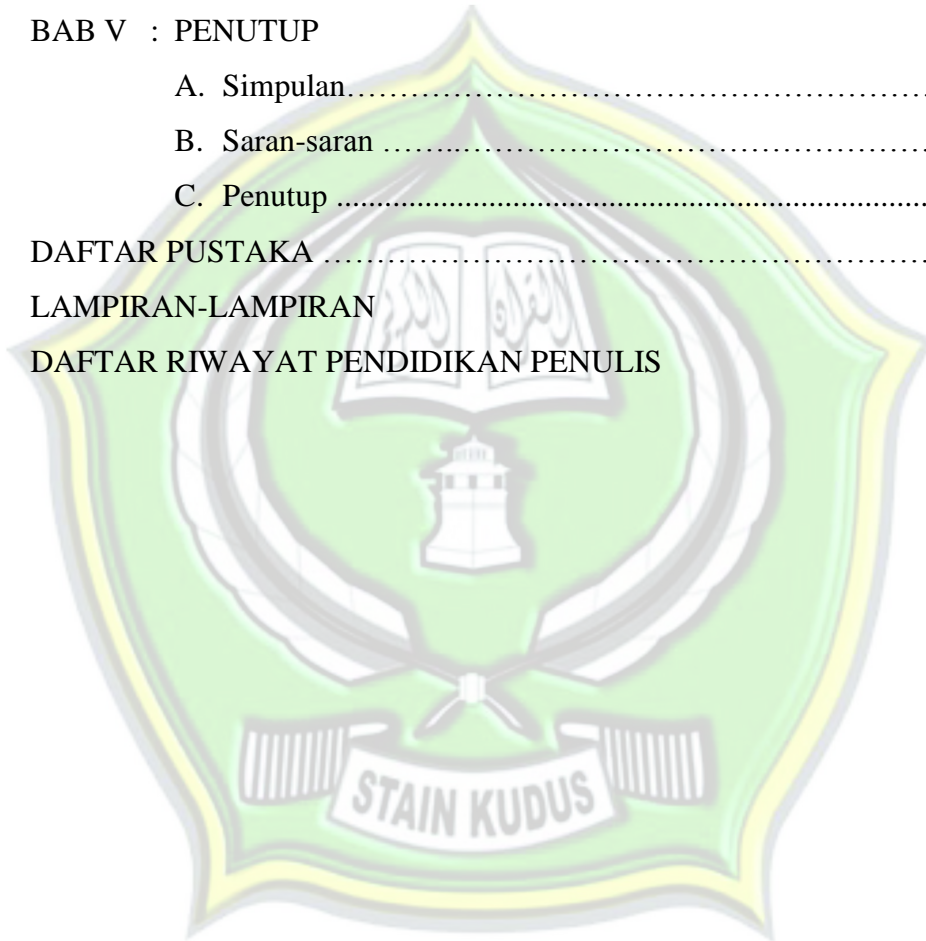 BAB V : PENUTUP
A. Simpulan……………………………………………………
B. Saran-saran ……...………………………………………
C. Penutup ...............................................................................
DAFTAR PUSTAKA ……………………………………………………
LAMPIRAN-LAMPIRAN
DAFTAR RIWAYAT PENDIDIKAN PENULIS
STAIN KUDUS